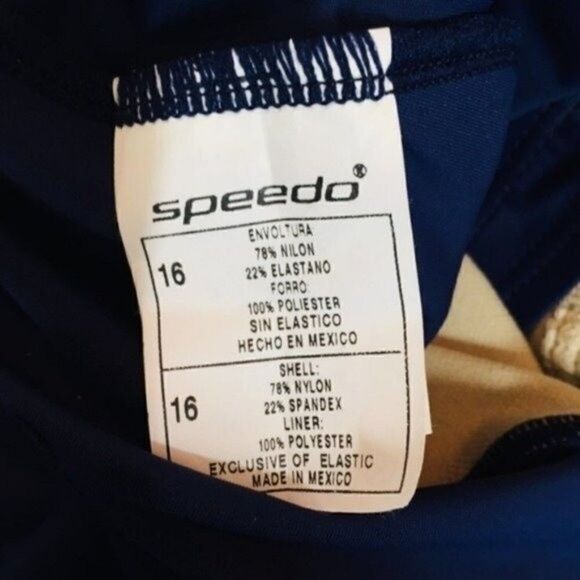 speedo®
16
ENVOLTURA
78% NILON
22% ELASTANO
FORRO:
100% POLIESTER
SIN ELASTICO
HECHO EN MEXICO
16
SHELL:
78% NYLON
22% SPANDEX
LINER:
100% POLYESTER
EXCLUSIVE OF ELASTIC
MADE IN MEXICO